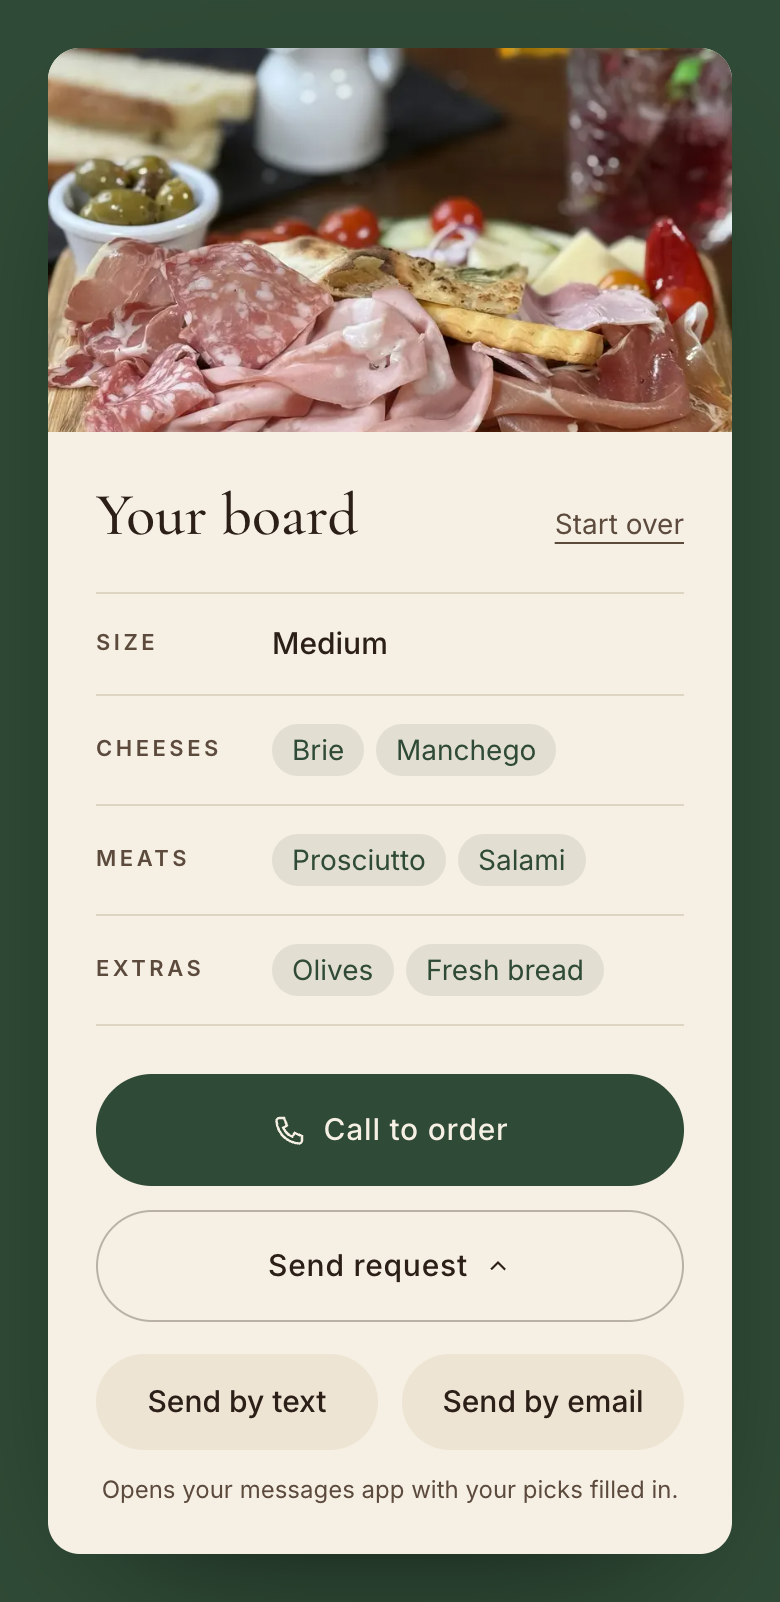 Your board
Start over
SIZE
Medium
CHEESES
Brie
Manchego
MEATS
Prosciutto
Salami
EXTRAS
Olives
Fresh bread
Call to order
Send request
Send by text
Send by email
Opens your messages app with your picks filled in.